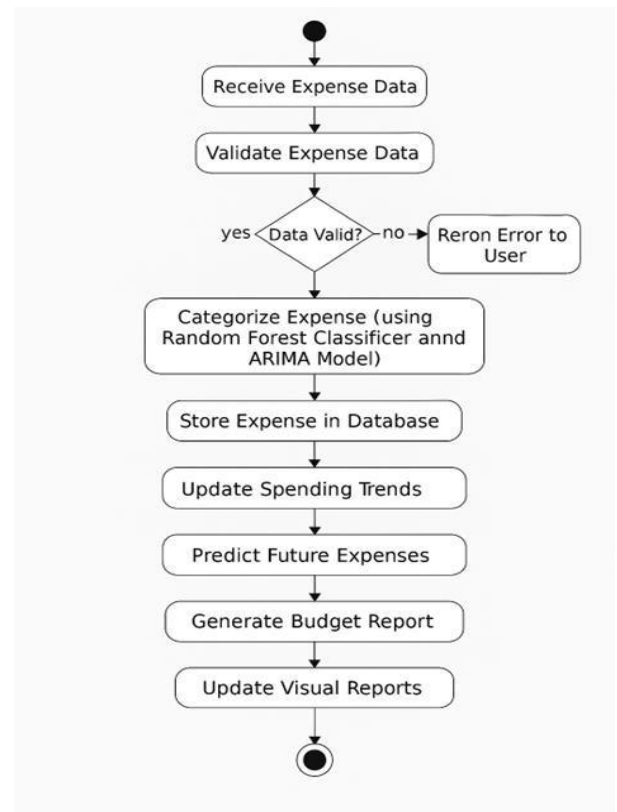 Receive Expense Data
Validate Expense Data
yes
Data Valid?
no
Reron Error to
User
Categorize Expense (using
Random Forest Classificer annd
ARIMA Model)
Store Expense in Database
Update Spending Trends
Predict Future Expenses
Generate Budget Report
Update Visual Reports